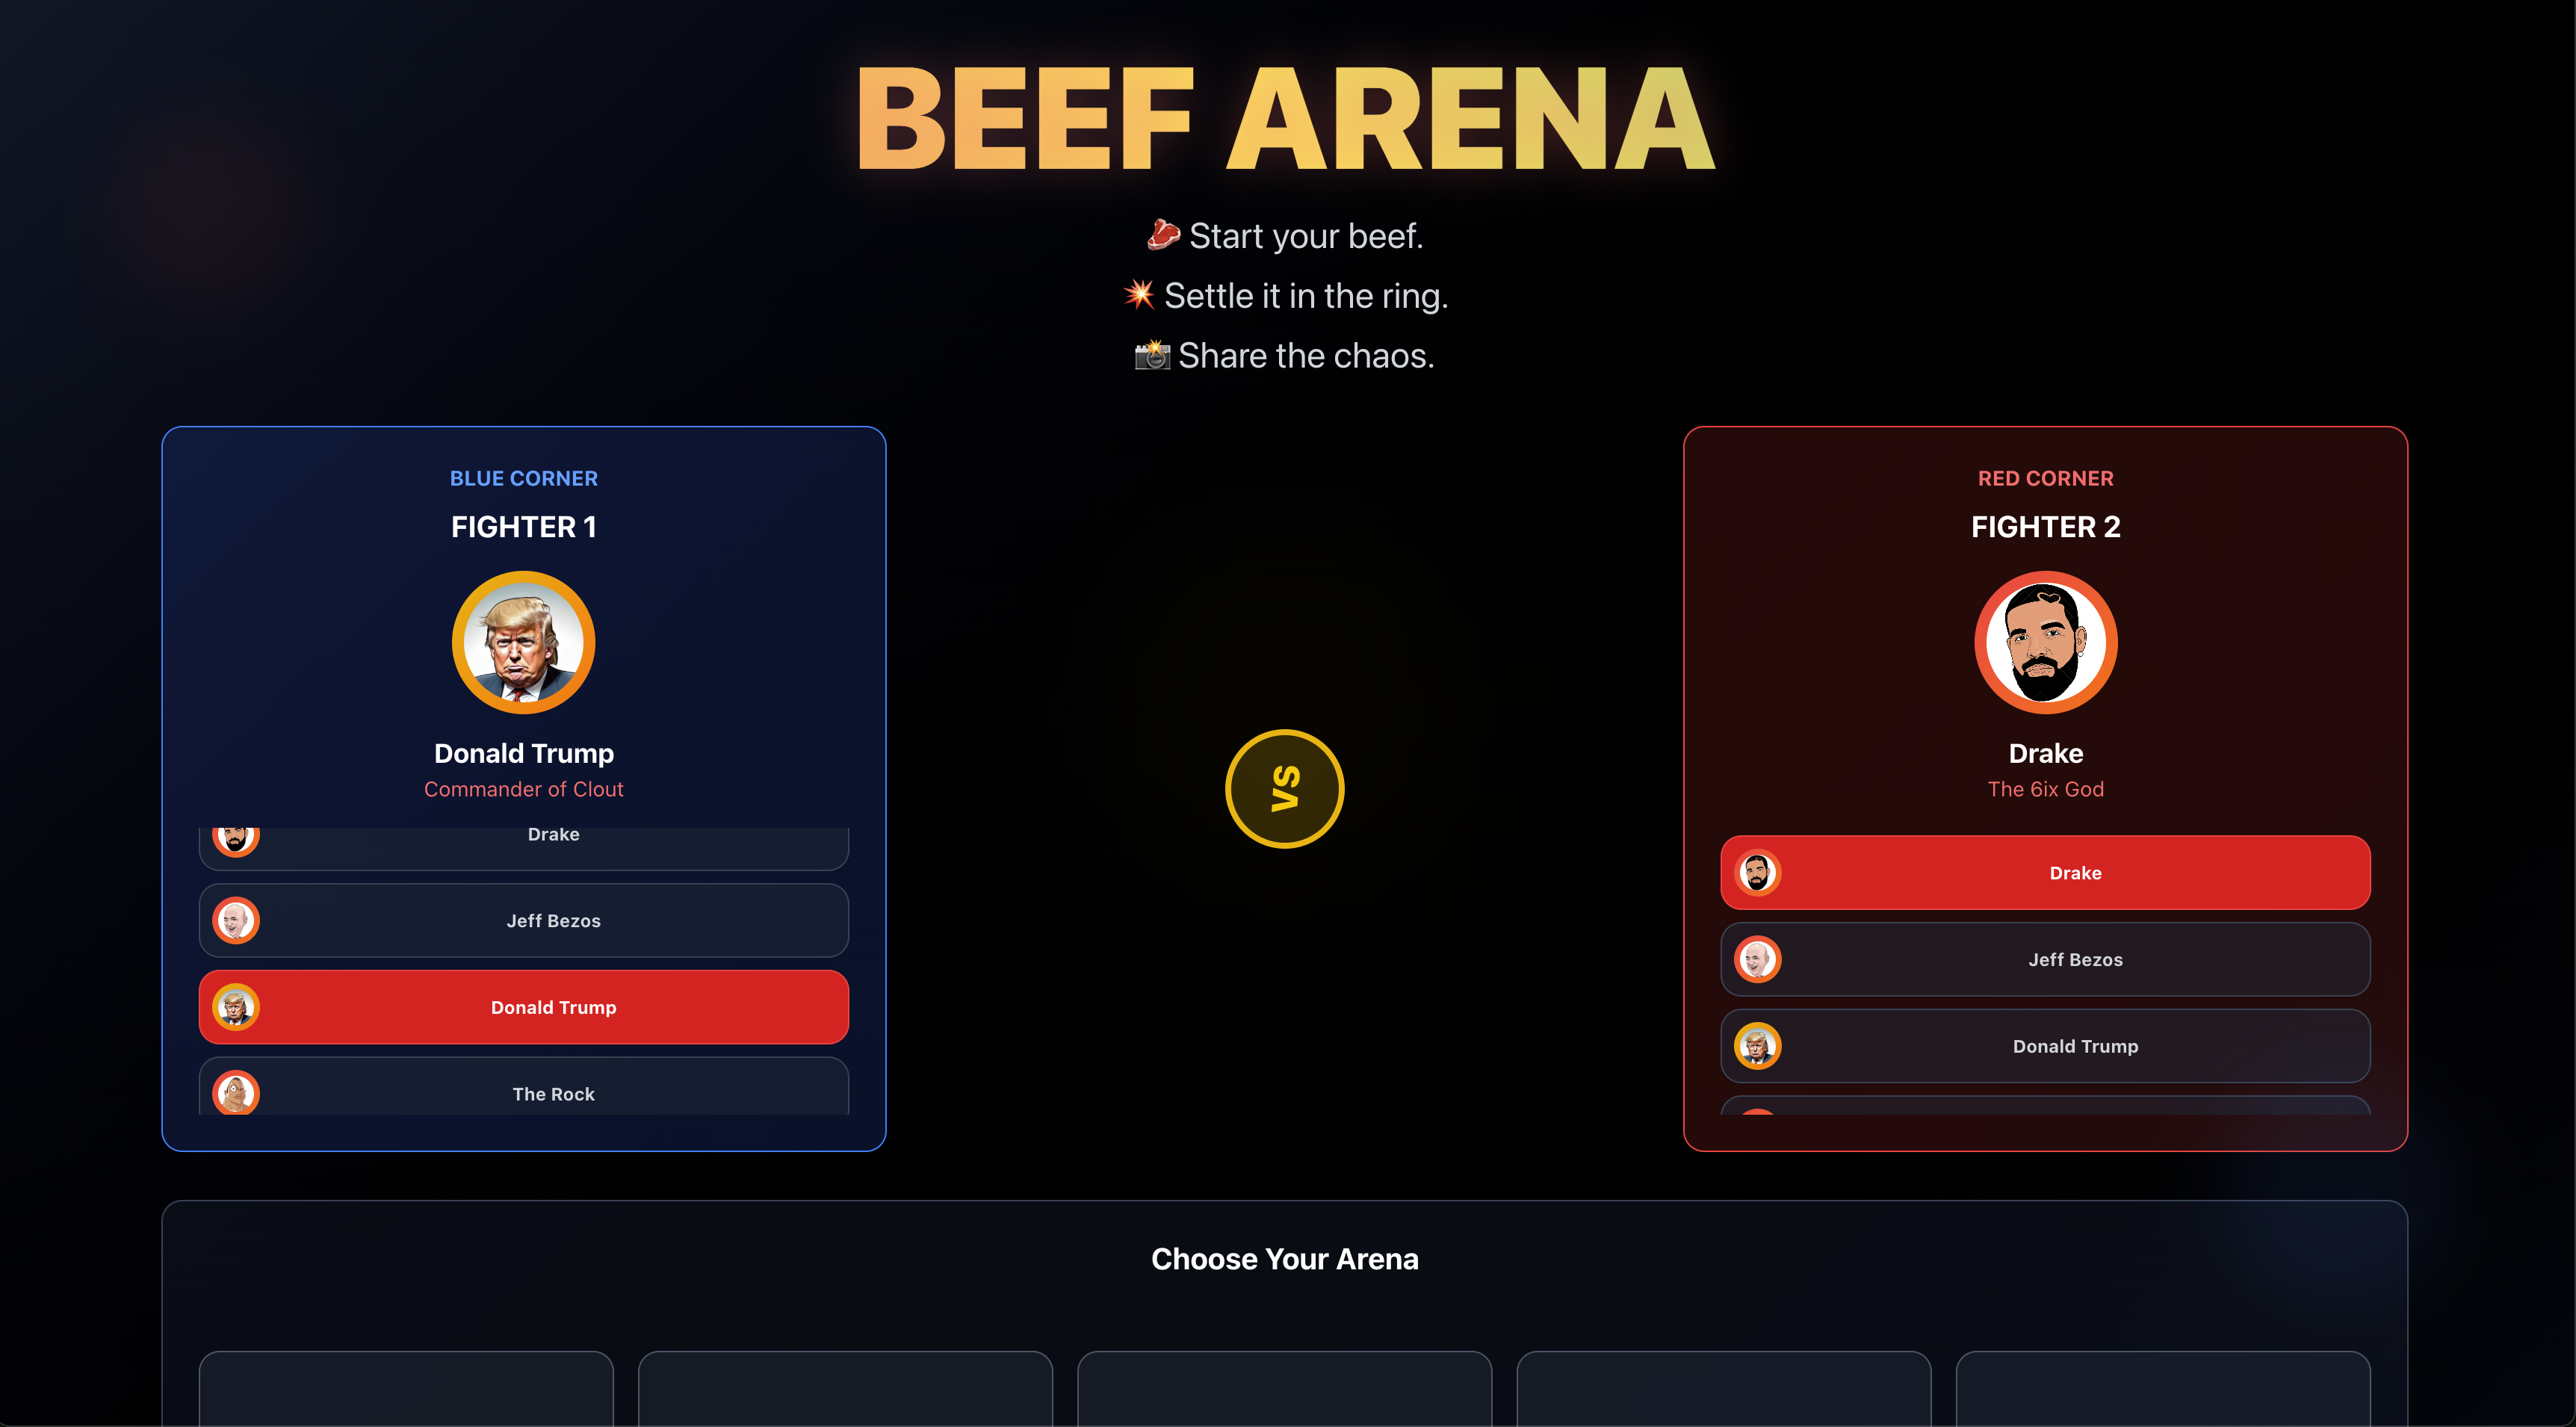 BEEF ARENA
🥩 Start your beef.
💥 Settle it in the ring.
📸 Share the chaos.
BLUE CORNER
FIGHTER 1
Donald Trump
Commander of Clout
Drake
Jeff Bezos
Donald Trump
The Rock
VS
RED CORNER
FIGHTER 2
Drake
The 6ix God
Drake
Jeff Bezos
Donald Trump
Choose Your Arena